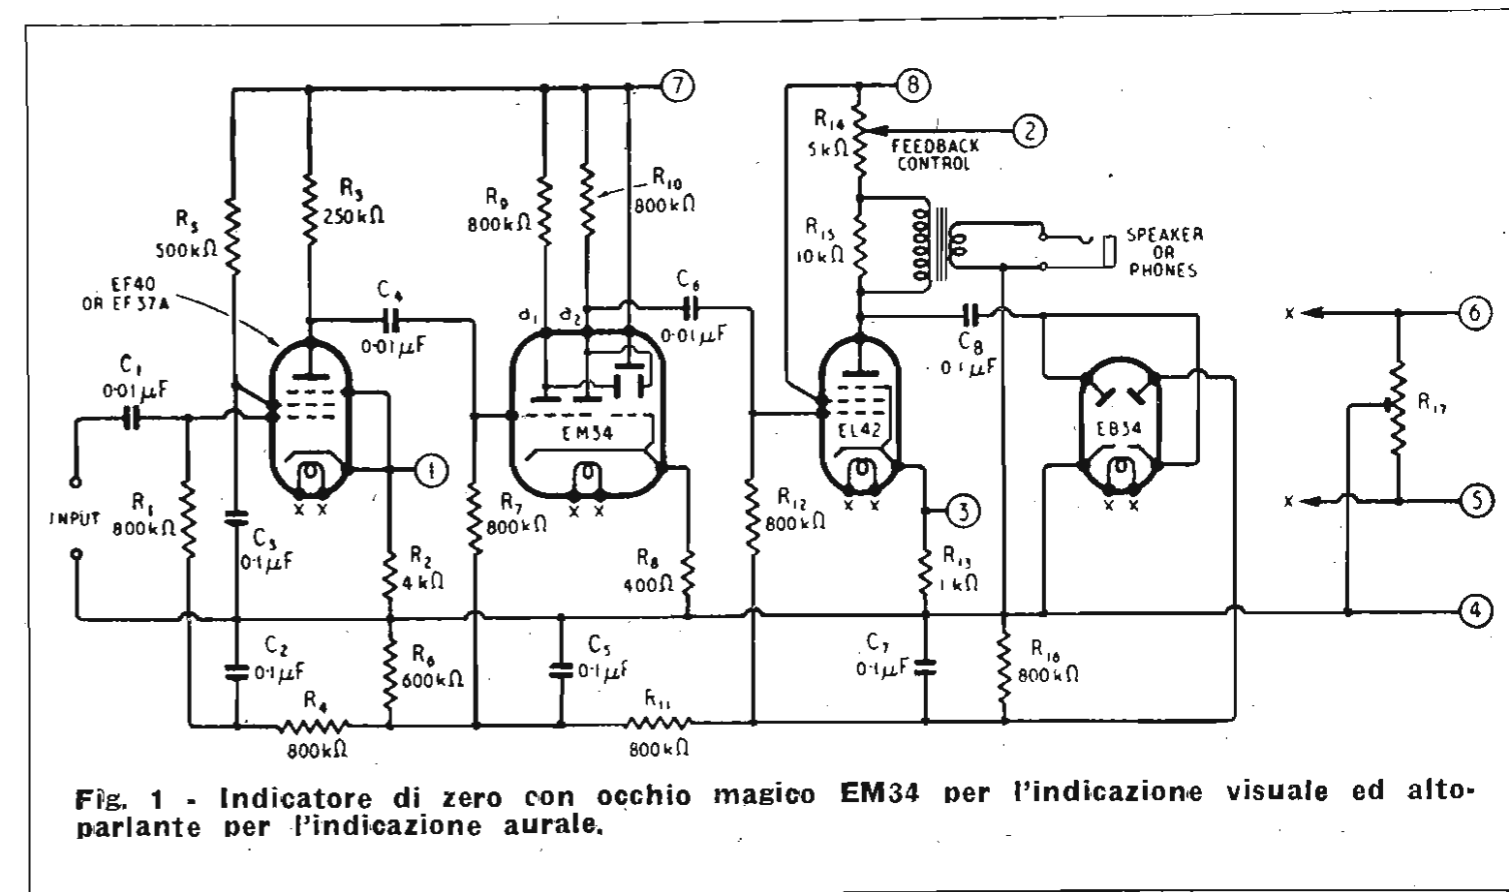 7
8
R14
5kΩ
2
FEEDBACK
CONTROL
R5
500kΩ
R3
250kΩ
R9
800kΩ
R10
800kΩ
R15
10kΩ
SPEAKER
OR
PHONES
EF40
OR EF37A
C4
0·01µF
a1 a2
C6
0·01µF
C8
0·1µF
x
6
C1
0·01µF
EM34
EL42
EB34
R17
1
INPUT
R1
800kΩ
x x
C3
0·1µF
R7
800kΩ
x x
R12
800kΩ
x x
3
x x
x
5
R2
4kΩ
R8
400Ω
R13
1kΩ
4
C2
0·1µF
R6
600kΩ
C5
0·1µF
C7
0·1µF
R16
800kΩ
R4
800kΩ
R11
800kΩ
Fig. 1 - Indicatore di zero con occhio magico EM34 per l'indicazione visuale ed alto-
parlante per l'indicazione aurale.